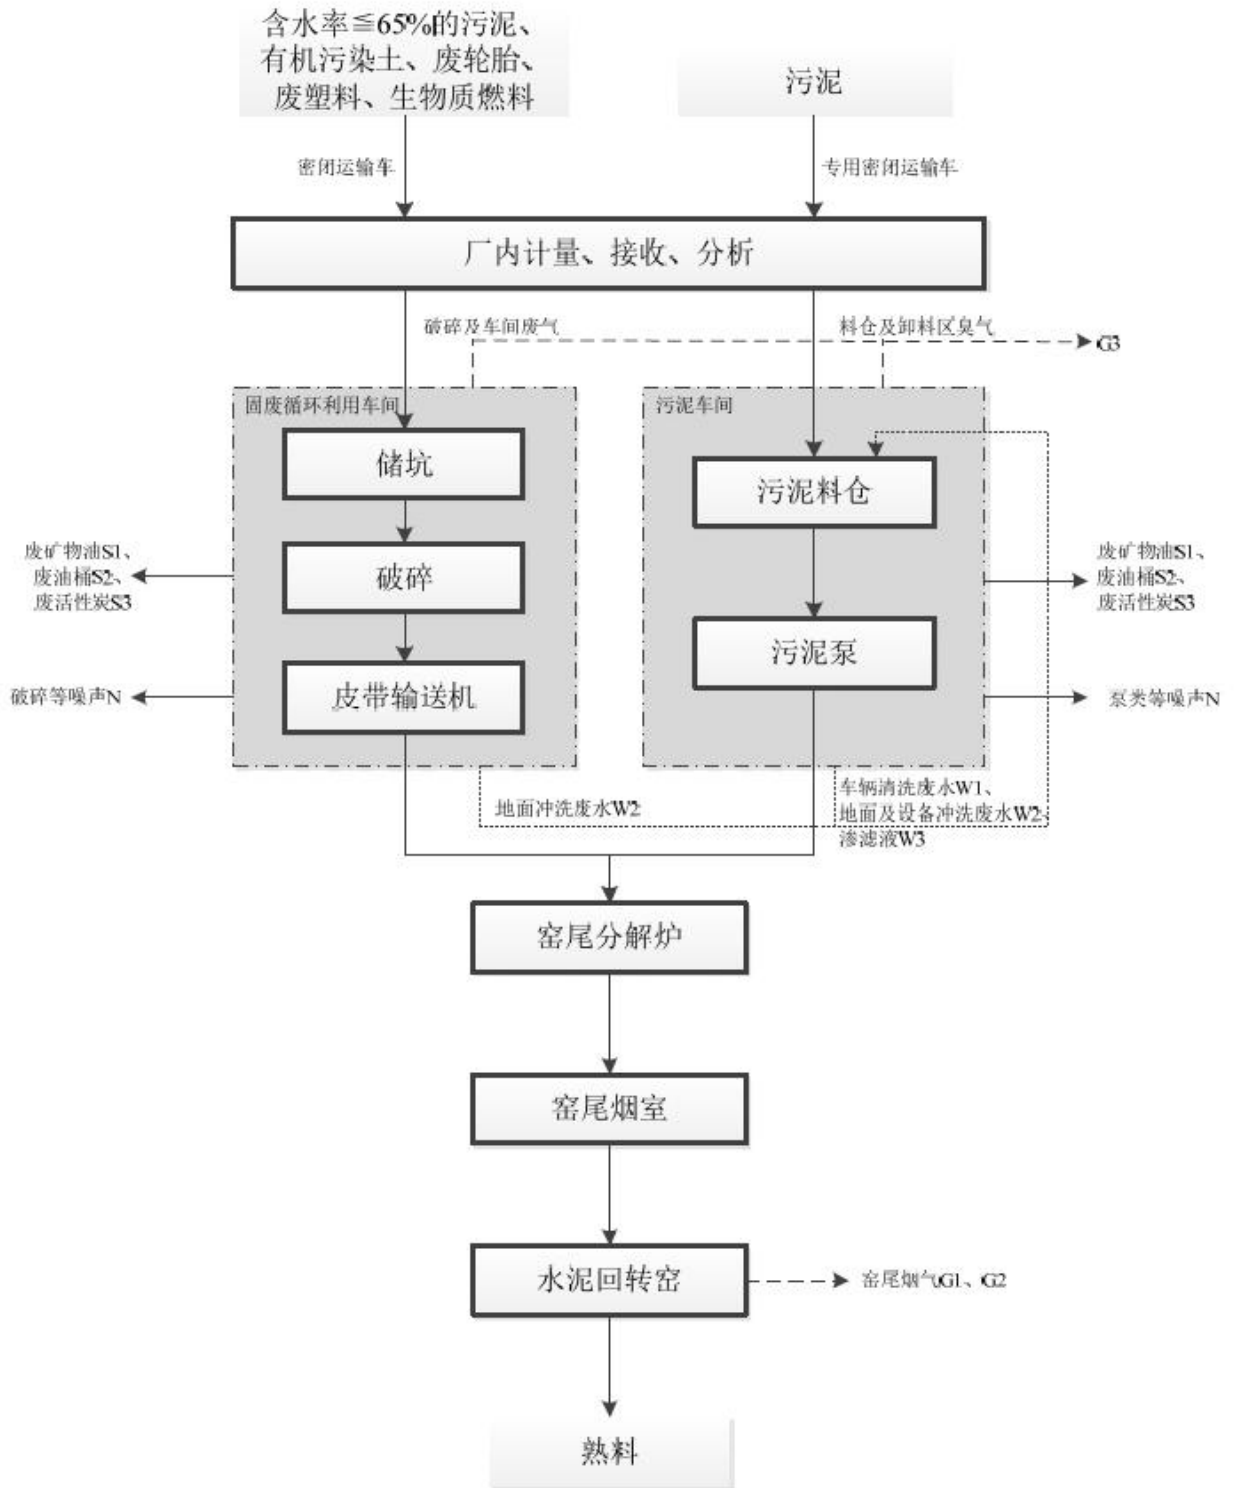 含水率≦65%的污泥、
有机污染土、废轮胎、
废塑料、生物质燃料
污泥
密闭运输车
专用密闭运输车
厂内计量、接收、分析
破碎及车间废气
料仓及卸料区臭气
G3
固废循环利用车间
污泥车间
储坑
污泥料仓
废矿物油S1、
废油桶S2、
废活性炭S3
破碎
废矿物油S1、
废油桶S2、
废活性炭S3
污泥泵
破碎等噪声N
皮带输送机
泵类等噪声N
地面冲洗废水W2
车辆清洗废水W1、
地面及设备冲洗废水W2、
渗滤液W3
窑尾分解炉
窑尾烟室
水泥回转窑
窑尾烟气G1、G2
熟料